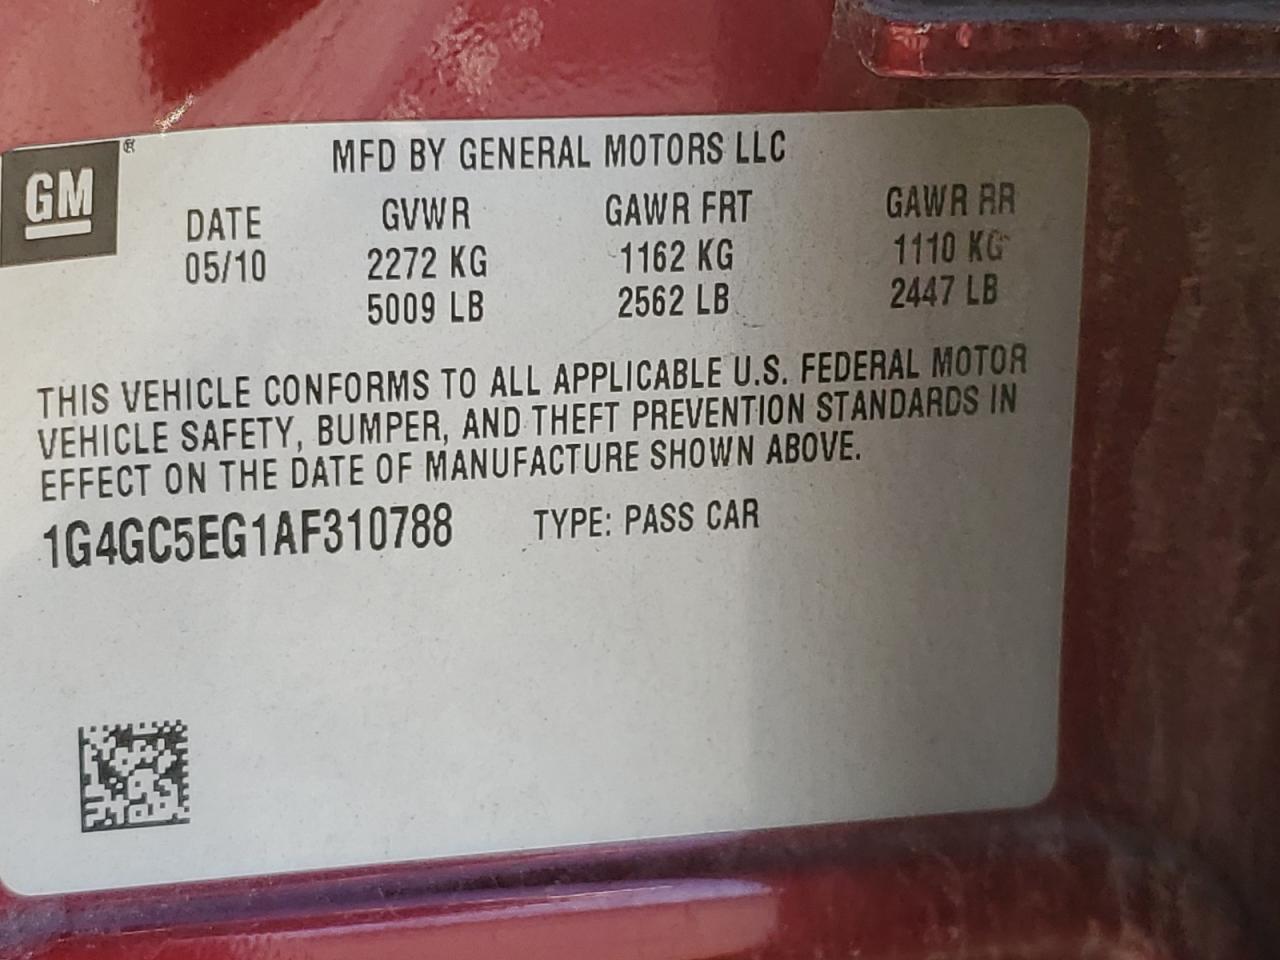 GM ®
MFD BY GENERAL MOTORS LLC
DATE GVWR GAWR FRT GAWR RR
05/10 2272 KG 1162 KG 1110 KG
5009 LB 2562 LB 2447 LB
THIS VEHICLE CONFORMS TO ALL APPLICABLE U.S. FEDERAL MOTOR
VEHICLE SAFETY, BUMPER, AND THEFT PREVENTION STANDARDS IN
EFFECT ON THE DATE OF MANUFACTURE SHOWN ABOVE.
1G4GC5EG1AF310788 TYPE: PASS CAR